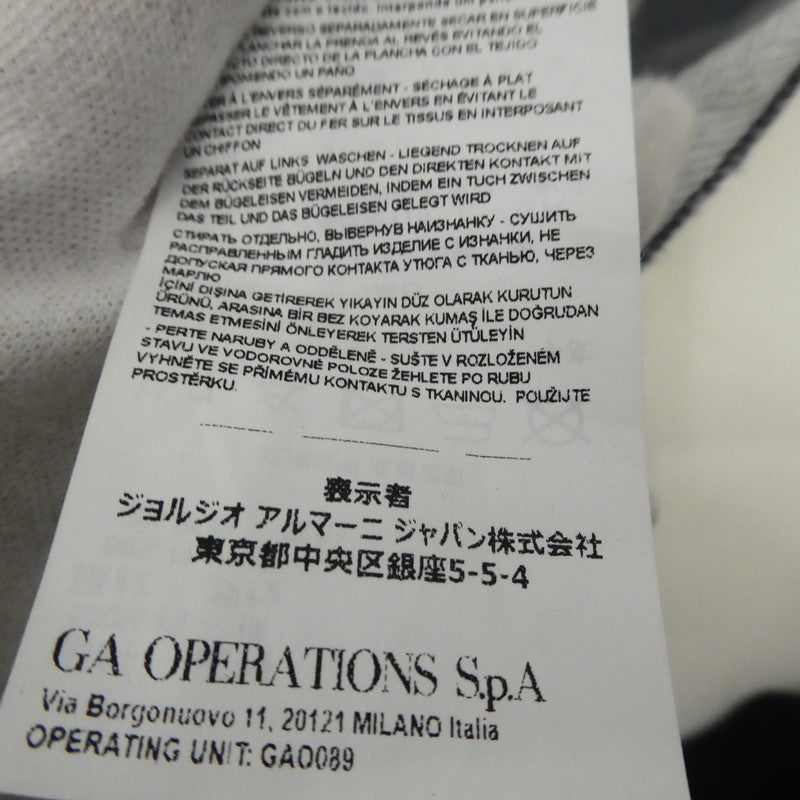 com o tecido, interpondo um pano
REVERSO SEPARADAMENTE SECAR EN SUPERFICIE
PLANCHAR LA PRENDA AL REVÉS EVITANDO EL
DIRECTO DE LA PLANCHA CON EL TEJIDO
UN PAÑO
À L'ENVERS SÉPARÉMENT - SÉCHAGE À PLAT
LE VÊTEMENT À L'ENVERS EN ÉVITANT LE
CONTACT DIRECT DU FER SUR LE TISSUS EN INTERPOSANT
UN CHIFFON
SEPARAT AUF LINKS WASCHEN - LIEGEND TROCKNEN AUF
DER RÜCKSEITE BÜGELN UND DEN DIREKTEN KONTAKT MIT
DEM BÜGELEISEN VERMEIDEN, INDEM EIN TUCH ZWISCHEN
DAS TEIL UND DAS BÜGELEISEN GELEGT WIRD
СТИРАТЬ ОТДЕЛЬНО, ВЫВЕРНУВ НАИЗНАНКУ - СУШИТЬ
РАСПРАВЛЕННЫМ ГЛАДИТЬ ИЗДЕЛИЕ С ИЗНАНКИ, НЕ
ДОПУСКАЯ ПРЯМОГО КОНТАКТА УТЮГА С ТКАНЬЮ, ЧЕРЕЗ
МАРЛЮ
İÇİNİ DIŞINA GETİREREK YIKAYIN DÜZ OLARAK KURUTUN
ÜRÜNÜ, ARASINA BİR BEZ KOYARAK KUMAŞ İLE DOĞRUDAN
TEMAS ETMESİNİ ÖNLEYEREK TERSTEN ÜTÜLEYİN
- PERTE NARUBY A ODDĚLENĚ - SUŠTE V ROZLOŽENÉM
STAVU VE VODOROVNÉ POLOZE ŽEHLETE PO RUBU
VYHNĚTE SE PŘÍMÉMU KONTAKTU S TKANINOU. POUŽIJTE
PROSTĚRKU.
表示者
ジョルジオ アルマーニ ジャパン株式会社
東京都中央区銀座5-5-4
GA OPERATIONS S.p.A
Via Borgonuovo 11, 20121 MILANO Italia
OPERATING UNIT: GAO089